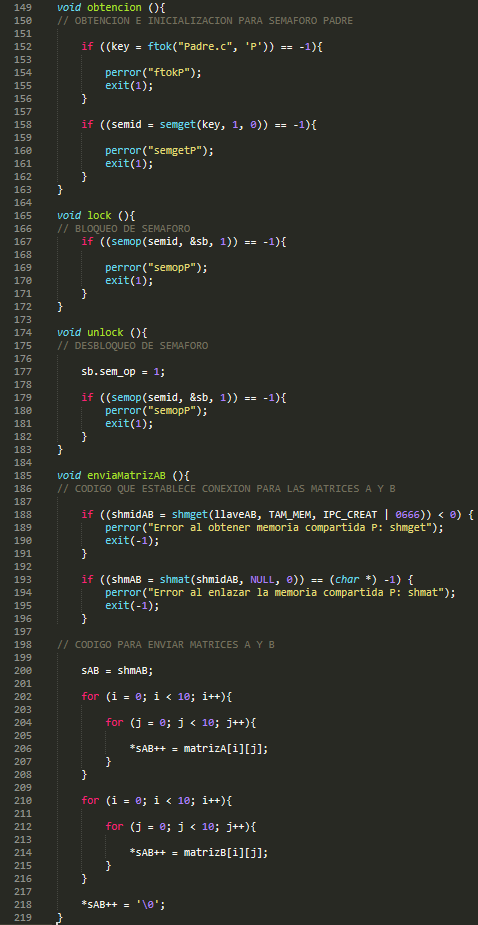 149 void obtencion (){
150 // OBTENCION E INICIALIZACION PARA SEMAFORO PADRE
151
152 if ((key = ftok("Padre.c", 'P')) == -1){
153
154 perror("ftokP");
155 exit(1);
156 }
157
158 if ((semid = semget(key, 1, 0)) == -1){
159
160 perror("semgetP");
161 exit(1);
162 }
163 }
164
165 void lock (){
166 // BLOQUEO DE SEMAFORO
167 if ((semop(semid, &sb, 1)) == -1){
168
169 perror("semopP");
170 exit(1);
171 }
172 }
173
174 void unlock (){
175 // DESBLOQUEO DE SEMAFORO
176
177 sb.sem_op = 1;
178
179 if ((semop(semid, &sb, 1)) == -1){
180 perror("semopP");
181 exit(1);
182 }
183 }
184
185 void enviaMatrizAB (){
186 // CODIGO QUE ESTABLECE CONEXION PARA LAS MATRICES A Y B
187
188 if ((shmidAB = shmget(llaveAB, TAM_MEM, IPC_CREAT | 0666)) < 0) {
189 perror("Error al obtener memoria compartida P: shmget");
190 exit(-1);
191 }
192
193 if ((shmAB = shmat(shmidAB, NULL, 0)) == (char *) -1) {
194 perror("Error al enlazar la memoria compartida P: shmat");
195 exit(-1);
196 }
197
198 // CODIGO PARA ENVIAR MATRICES A Y B
199
200 sAB = shmAB;
201
202 for (i = 0; i < 10; i++){
203
204 for (j = 0; j < 10; j++){
205
206 *sAB++ = matrizA[i][j];
207 }
208 }
209
210 for (i = 0; i < 10; i++){
211
212 for (j = 0; j < 10; j++){
213
214 *sAB++ = matrizB[i][j];
215 }
216 }
217
218 *sAB++ = '\0';
219 }